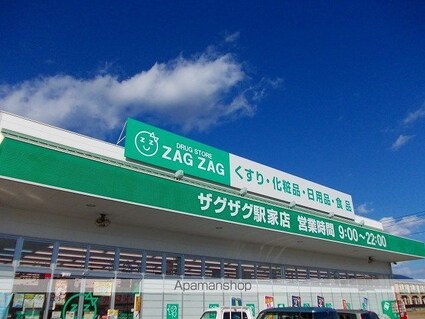 DRUG STORE
ZAG ZAG
くすり・化粧品・日用品・食品
ザグザグ駅家店 営業時間 9:00~22:00
Apamanshop